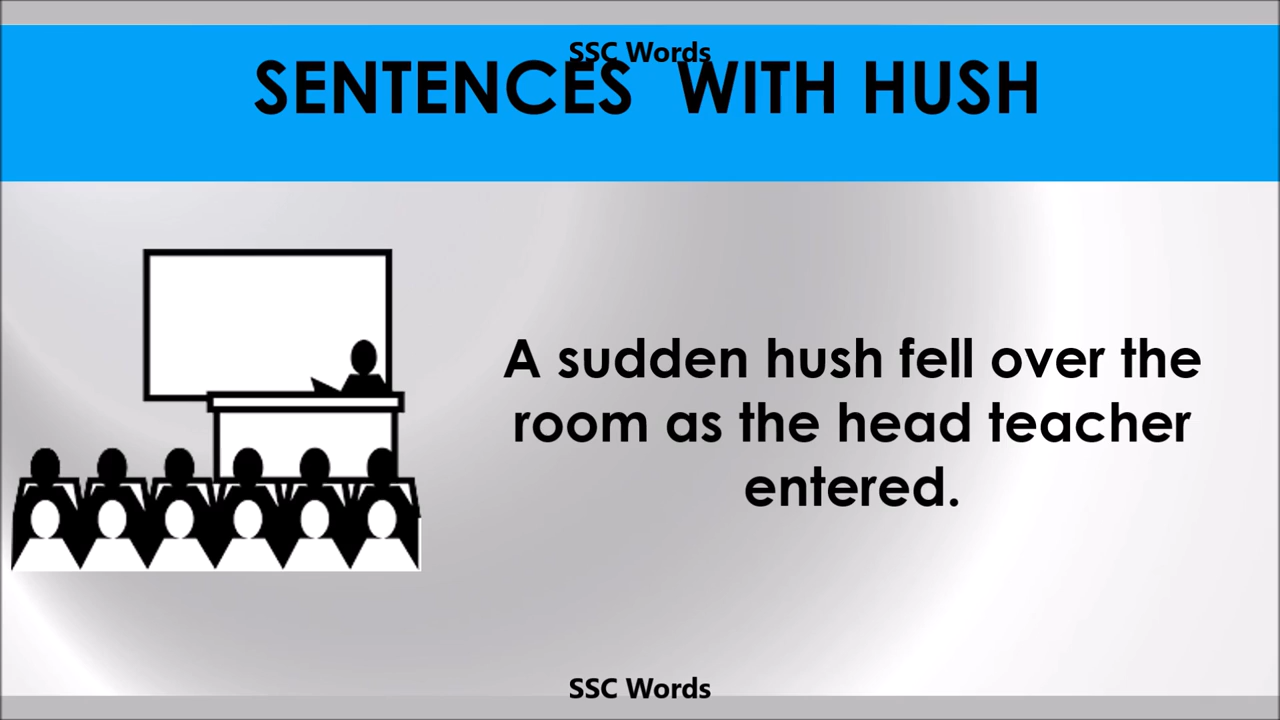 SSC Words
SENTENCES WITH HUSH
A sudden hush fell over the
room as the head teacher
entered.
SSC Words